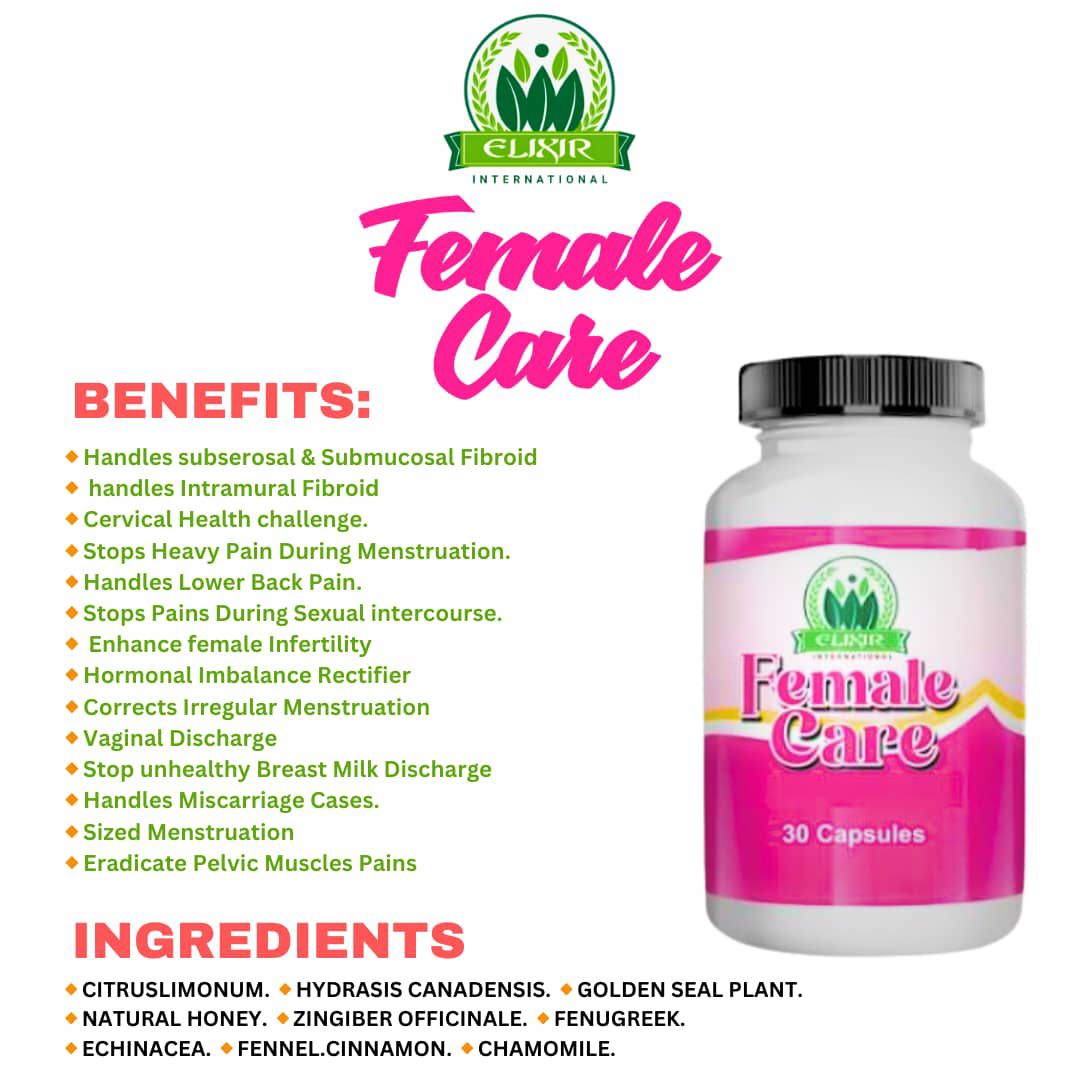 ELIXIR
INTERNATIONAL
Female
Care
BENEFITS:
Handles subserosal & Submucosal Fibroid
handles Intramural Fibroid
Cervical Health challenge.
Stops Heavy Pain During Menstruation.
Handles Lower Back Pain.
Stops Pains During Sexual intercourse.
Enhance female Infertility
Hormonal Imbalance Rectifier
Corrects Irregular Menstruation
Vaginal Discharge
Stop unhealthy Breast Milk Discharge
Handles Miscarriage Cases.
Sized Menstruation
Eradicate Pelvic Muscles Pains
ELIXIR
INTERNATIONAL
Female
Care
30 Capsules
INGREDIENTS
CITRUSLIMONUM. HYDRASIS CANADENSIS. GOLDEN SEAL PLANT.
NATURAL HONEY. ZINGIBER OFFICINALE. FENUGREEK.
ECHINACEA. FENNEL.CINNAMON. CHAMOMILE.